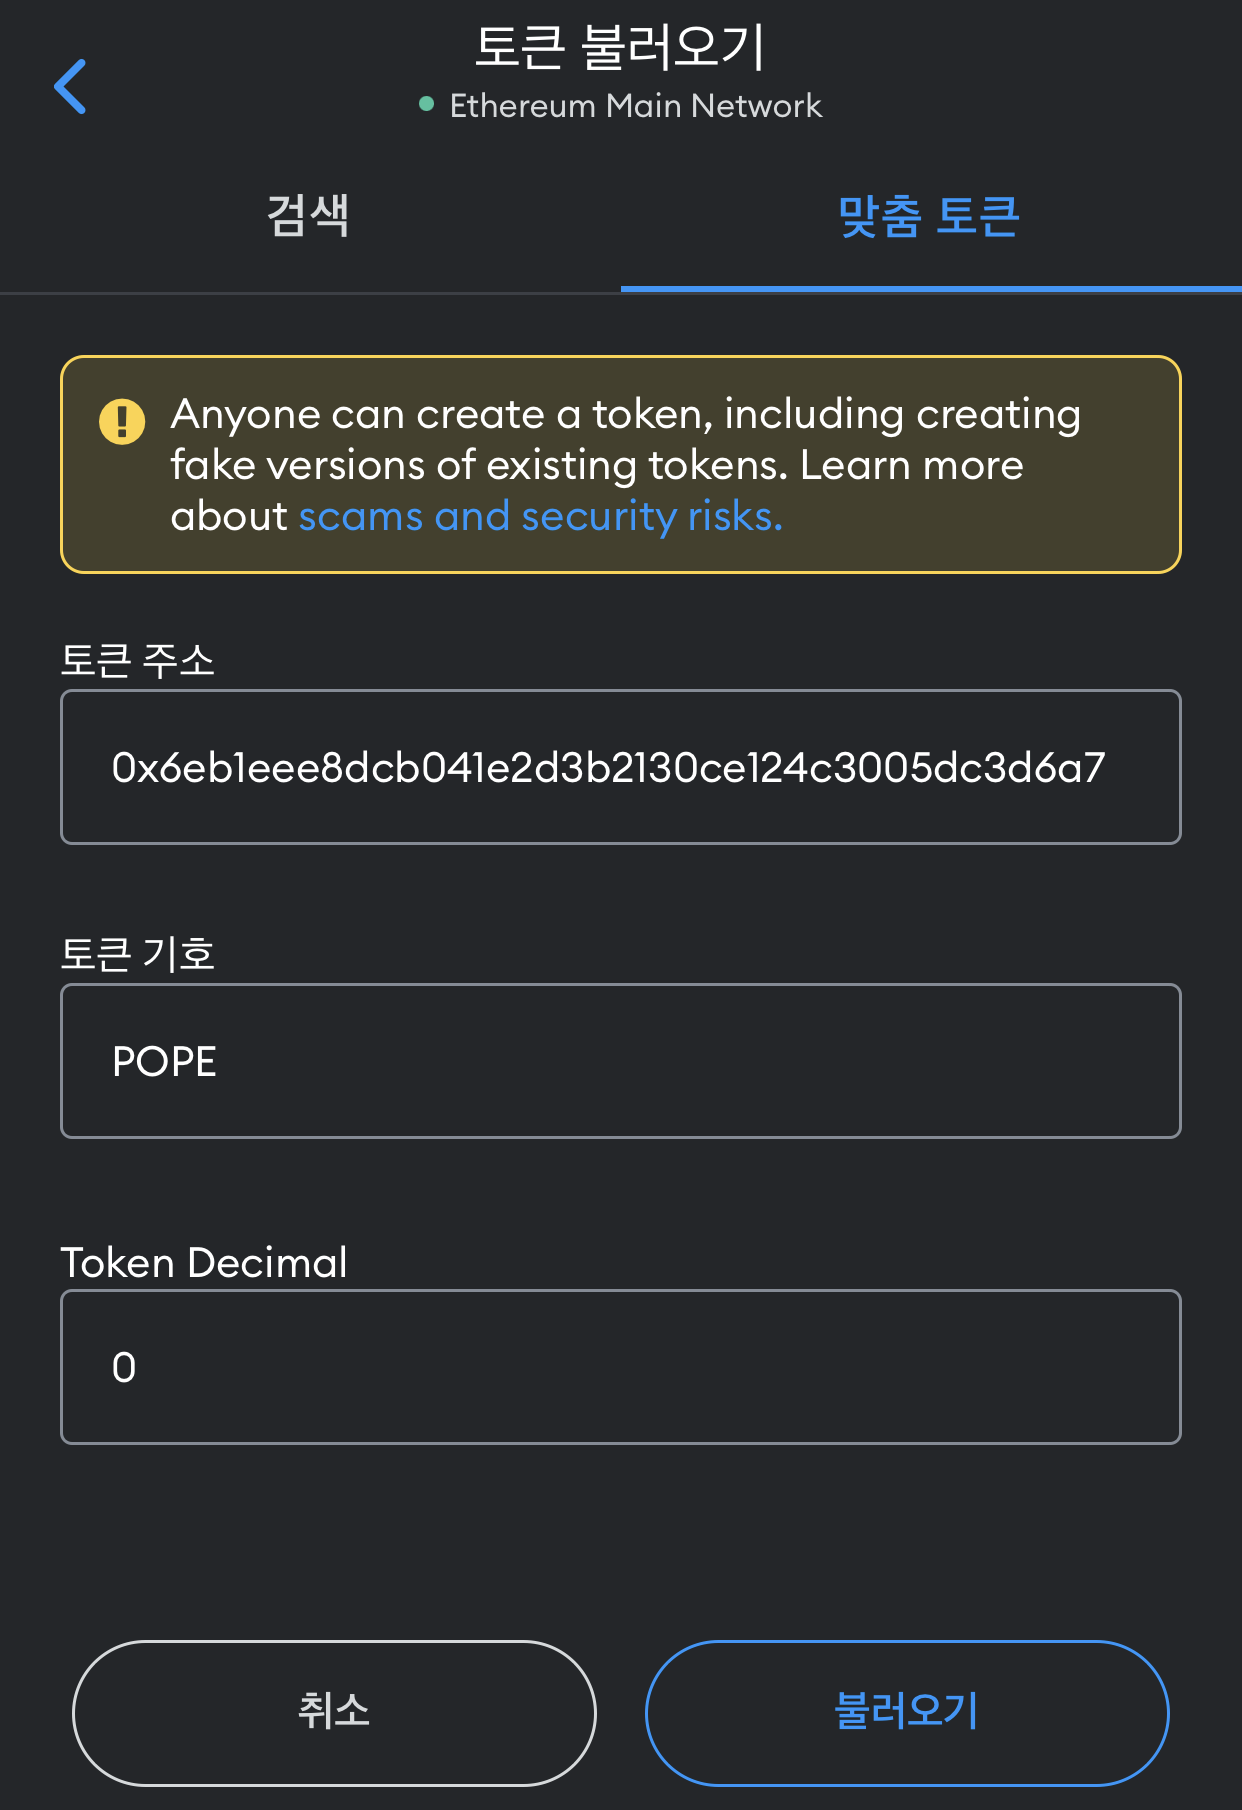 토큰 불러오기
Ethereum Main Network
검색
맞춤 토큰
Anyone can create a token, including creating
fake versions of existing tokens. Learn more
about scams and security risks.
토큰 주소
0x6eb1eee8dcb041e2d3b2130ce124c3005dc3d6a7
토큰 기호
POPE
Token Decimal
0
취소
불러오기